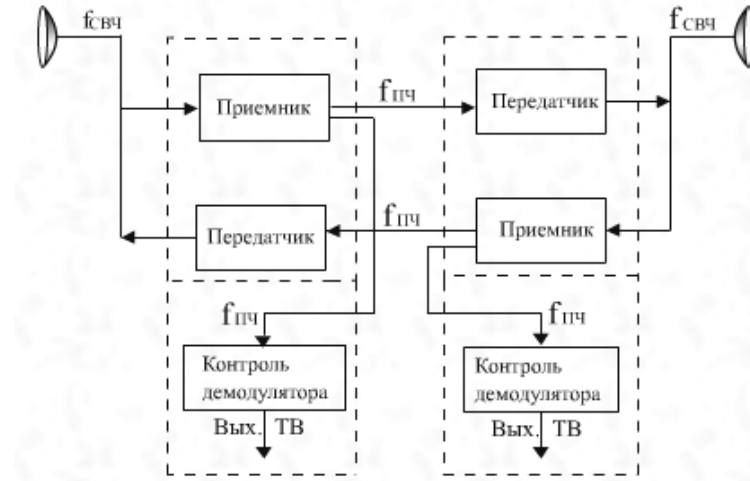 fСВЧ
fСВЧ
Приемник
fПЧ
Передатчик
Передатчик
fПЧ
Приемник
fПЧ
fПЧ
Контроль
демодулятора
Контроль
демодулятора
Вых. ТВ
Вых. ТВ